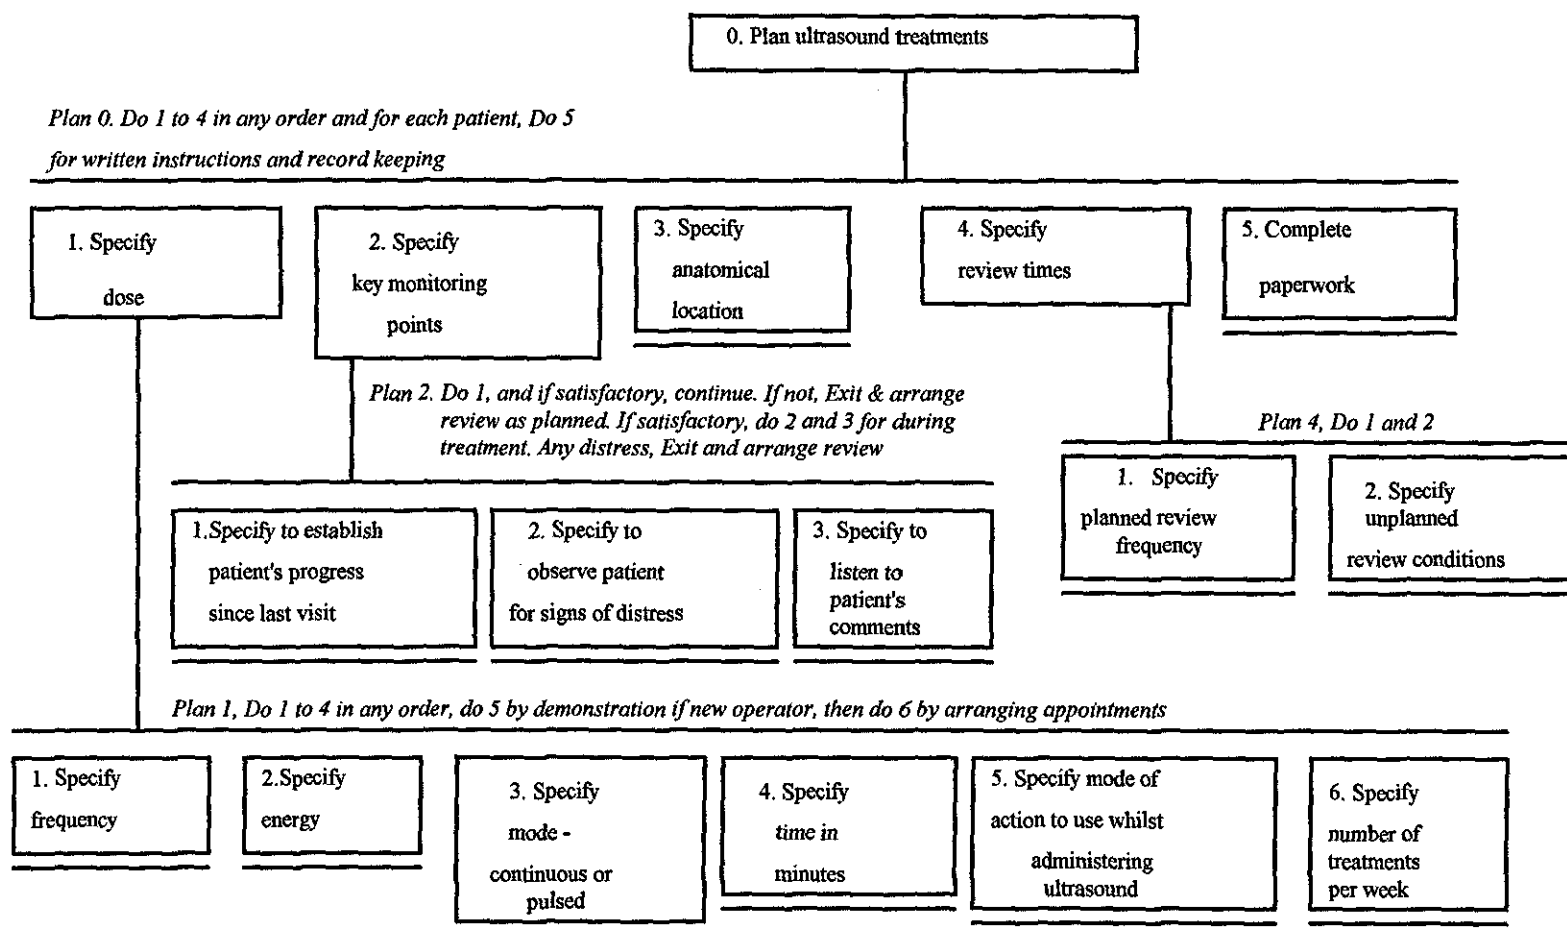 0. Plan ultrasound treatments
Plan 0. Do 1 to 4 in any order and for each patient, Do 5
for written instructions and record keeping
1. Specify
dose
2. Specify
key monitoring
points
3. Specify
anatomical
location
4. Specify
review times
5. Complete
paperwork
Plan 2. Do 1, and if satisfactory, continue. If not, Exit & arrange
review as planned. If satisfactory, do 2 and 3 for during
treatment. Any distress, Exit and arrange review
Plan 4, Do 1 and 2
1. Specify
planned review
frequency
2. Specify
unplanned
review conditions
1.Specify to establish
patient's progress
since last visit
2. Specify to
observe patient
for signs of distress
3. Specify to
listen to
patient's
comments
Plan 1, Do 1 to 4 in any order, do 5 by demonstration if new operator, then do 6 by arranging appointments
1. Specify
frequency
2.Specify
energy
3. Specify
mode -
continuous or
pulsed
4. Specify
time in
minutes
5. Specify mode of
action to use whilst
administering
ultrasound
6. Specify
number of
treatments
per week